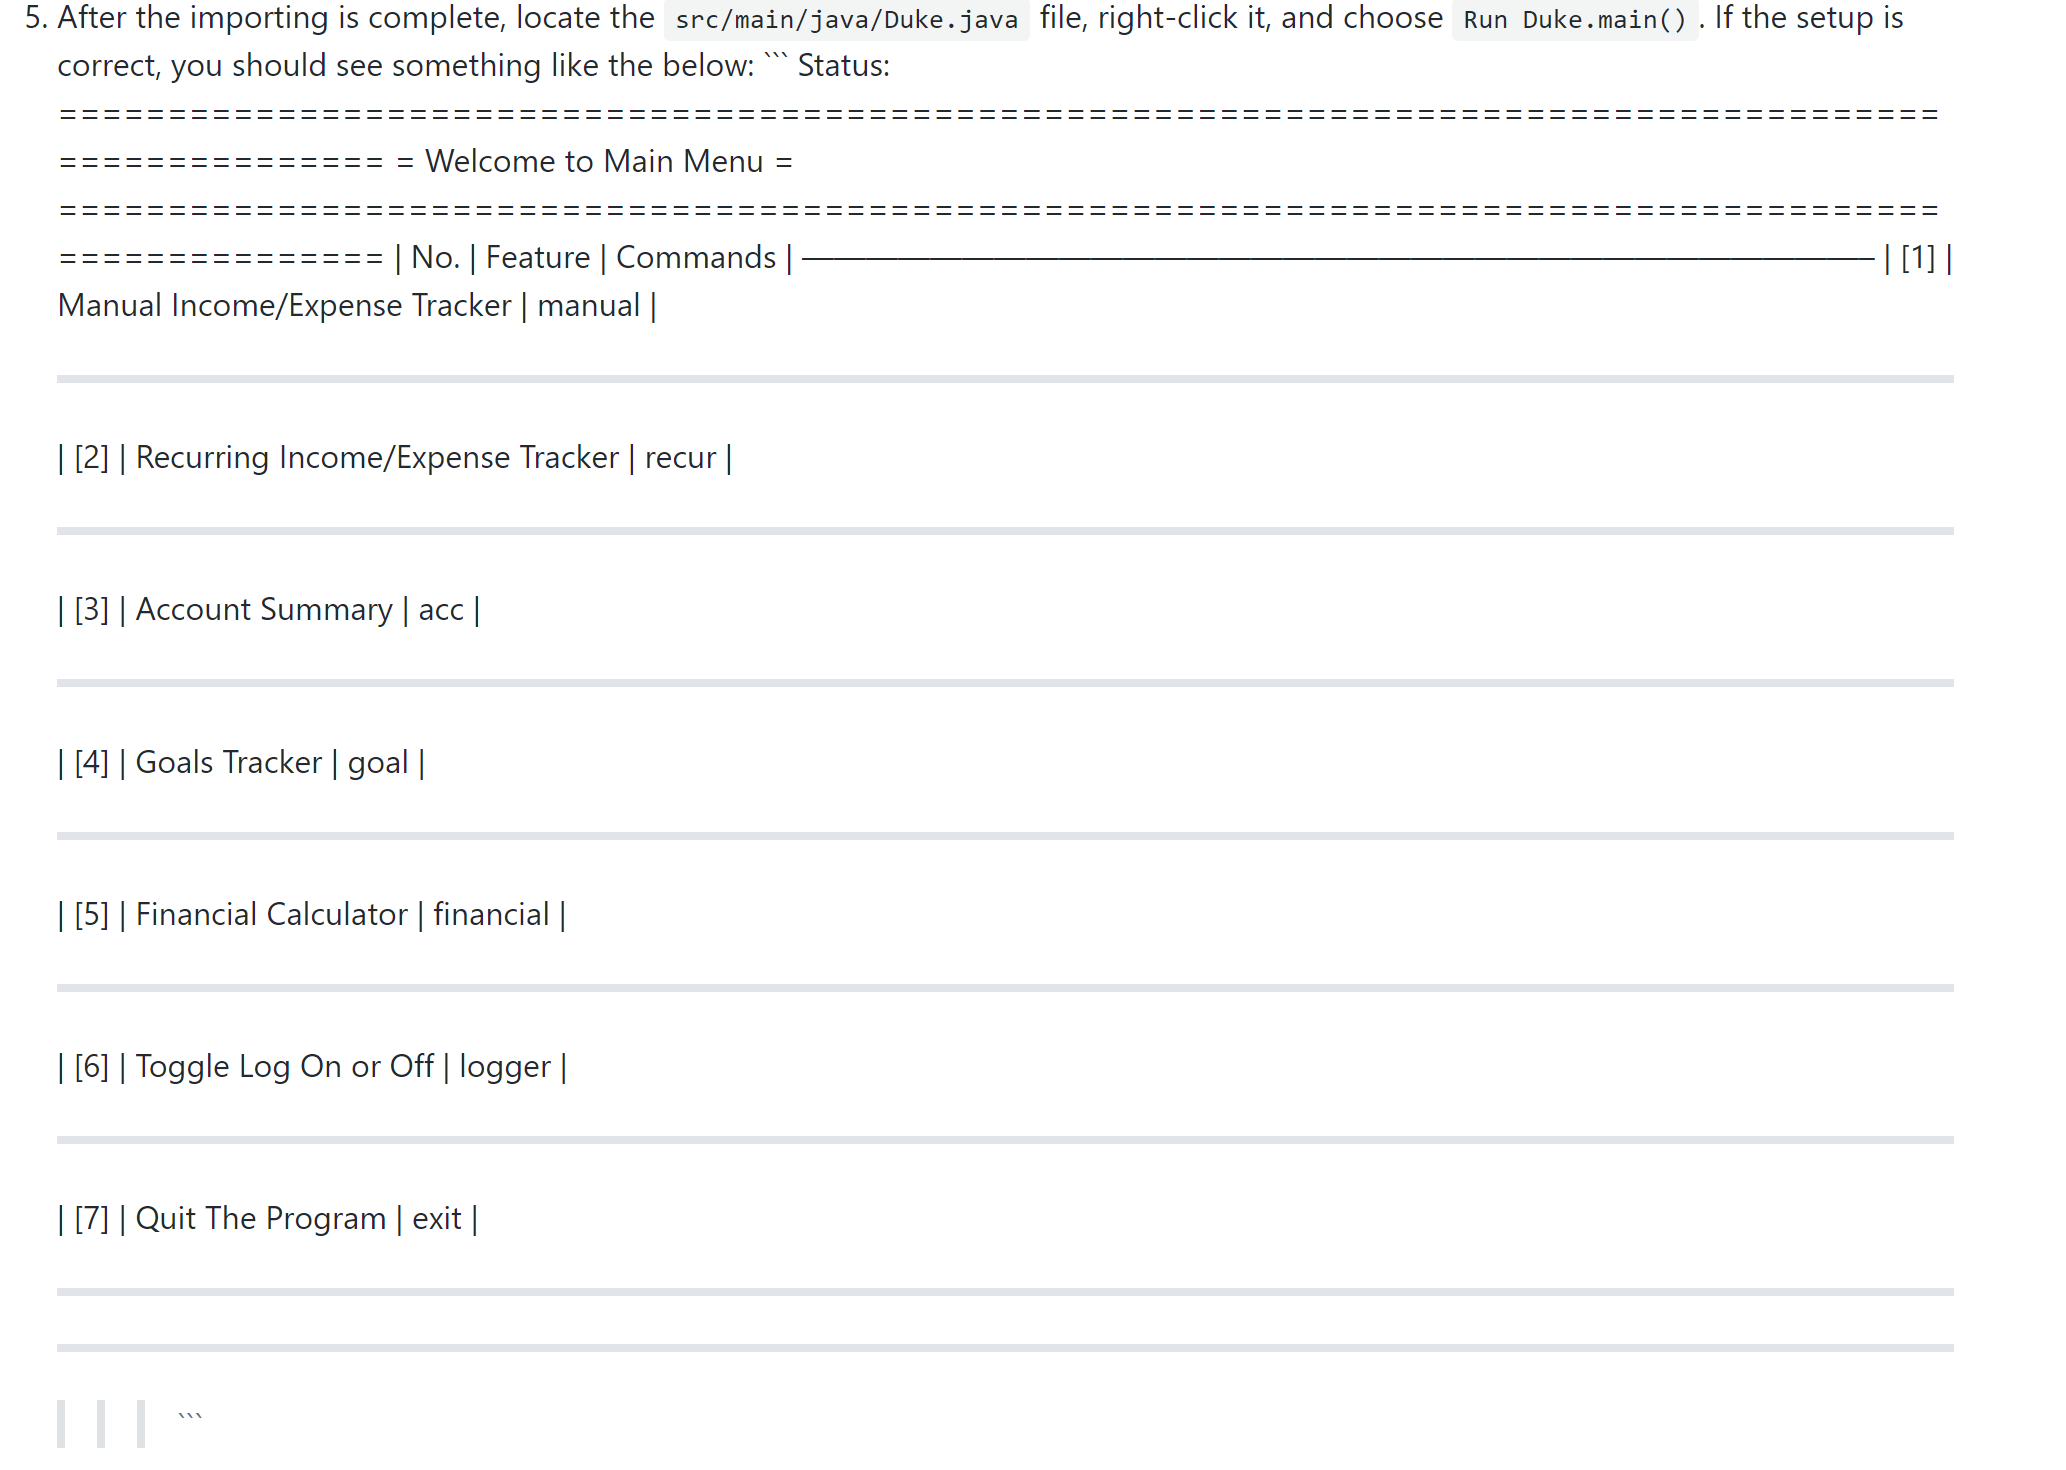 5. After the importing is complete, locate the src/main/java/Duke.java file, right-click it, and choose Run Duke.main() . If the setup is
correct, you should see something like the below: ``` Status:
======================================================================================
=============== = Welcome to Main Menu =
======================================================================================
=============== | No. | Feature | Commands | —————————————————————————————————– | [1] |
Manual Income/Expense Tracker | manual |
| [2] | Recurring Income/Expense Tracker | recur |
| [3] | Account Summary | acc |
| [4] | Goals Tracker | goal |
| [5] | Financial Calculator | financial |
| [6] | Toggle Log On or Off | logger |
| [7] | Quit The Program | exit |
```